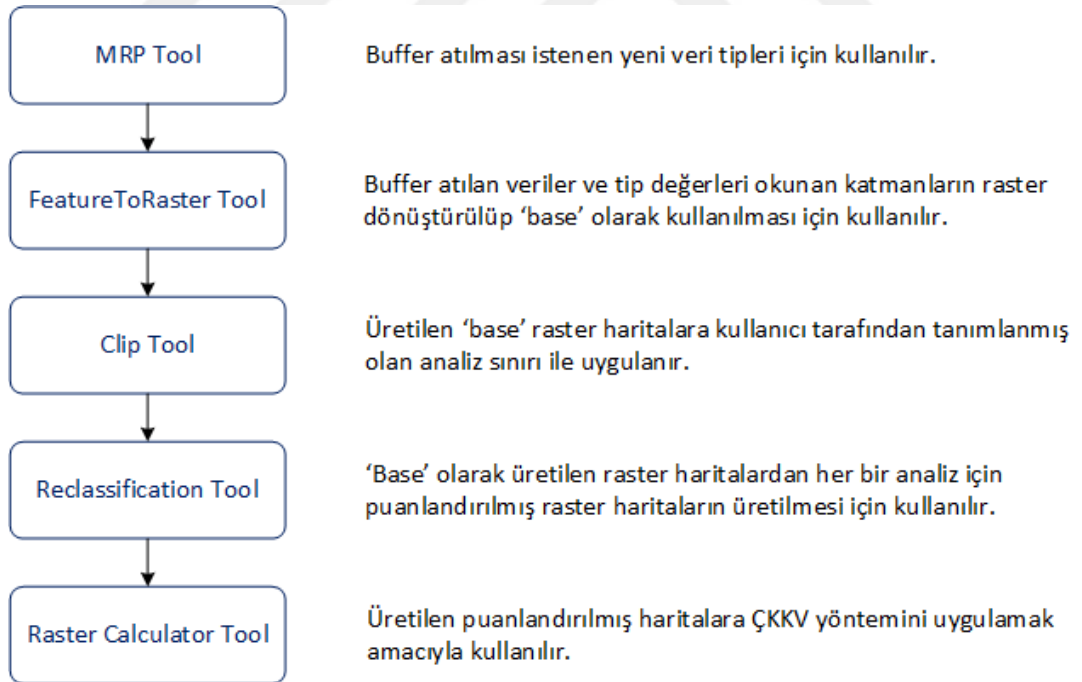 MRP Tool
Buffer atılması istenen yeni veri tipleri için kullanılır.
FeatureToRaster Tool
Buffer atılan veriler ve tip değerleri okunan katmanların raster
dönüştürülüp ‘base’ olarak kullanılması için kullanılır.
Clip Tool
Üretilen ‘base’ raster haritalara kullanıcı tarafından tanımlanmış
olan analiz sınırı ile uygulanır.
Reclassification Tool
‘Base’ olarak üretilen raster haritalardan her bir analiz için
puanlandırılmış raster haritaların üretilmesi için kullanılır.
Raster Calculator Tool
Üretilen puanlandırılmış haritalara ÇKKV yöntemini uygulamak
amacıyla kullanılır.